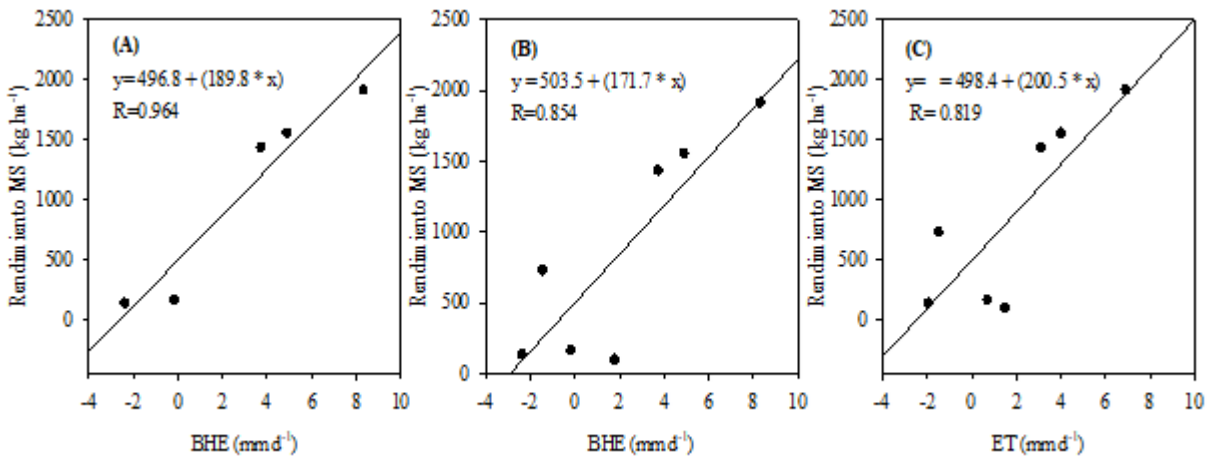 2500
2000
1500
1000
500
0
Rendimiento MS (kg ha⁻¹)
(A)
y=496.8 + (189.8 * x)
R=0.964
-4 -2 0 2 4 6 8 10
BHE (mm d⁻¹)
2500
2000
1500
1000
500
0
Rendimiento MS (kg ha⁻¹)
(B)
y = 503.5 + (171.7 * x)
R=0.854
-4 -2 0 2 4 6 8 10
BHE (mm d⁻¹)
2500
2000
1500
1000
500
0
Rendimiento MS (kg ha⁻¹)
(C)
y= = 498.4 + (200.5 * x)
R= 0.819
-4 -2 0 2 4 6 8 10
ET (mm d⁻¹)